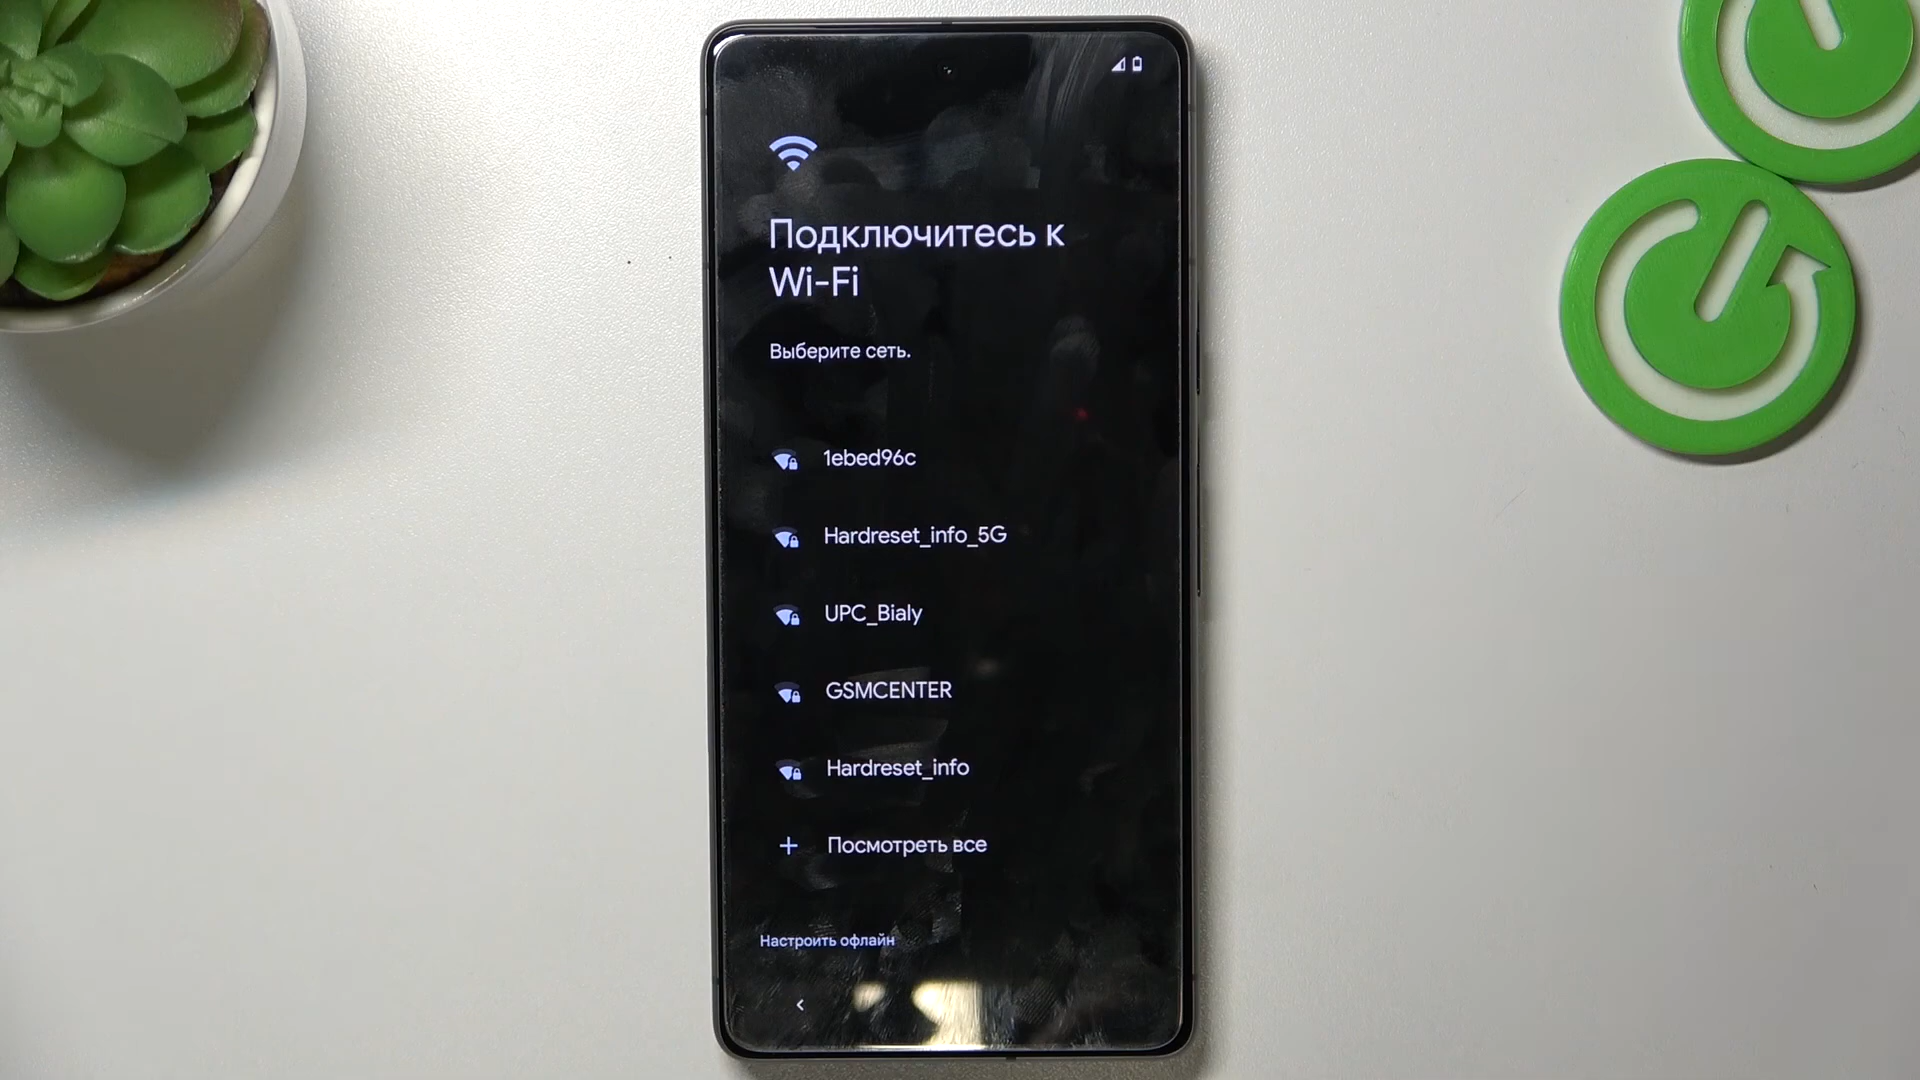 Подключитесь к
Wi-Fi
Выберите сеть.
1ebed96c
Hardreset_info_5G
UPC_Bialy
GSMCENTER
Hardreset_info
Посмотреть все
Настроить офлайн